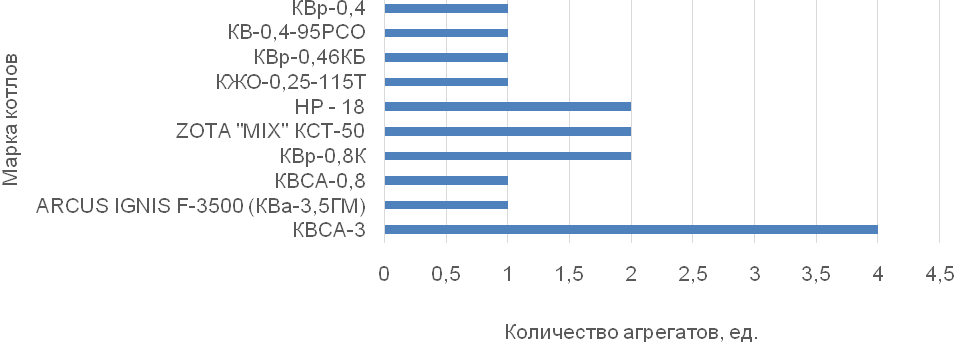 КВр-0,4
КВ-0,4-95РСО
КВр-0,46КБ
КЖО-0,25-115Т
НР - 18
ZOTA "MIX" КСТ-50
КВр-0,8К
КВСА-0,8
ARCUS IGNIS F-3500 (КВа-3,5ГМ)
КВСА-3
Марка котлов
0 0,5 1 1,5 2 2,5 3 3,5 4 4,5
Количество агрегатов, ед.